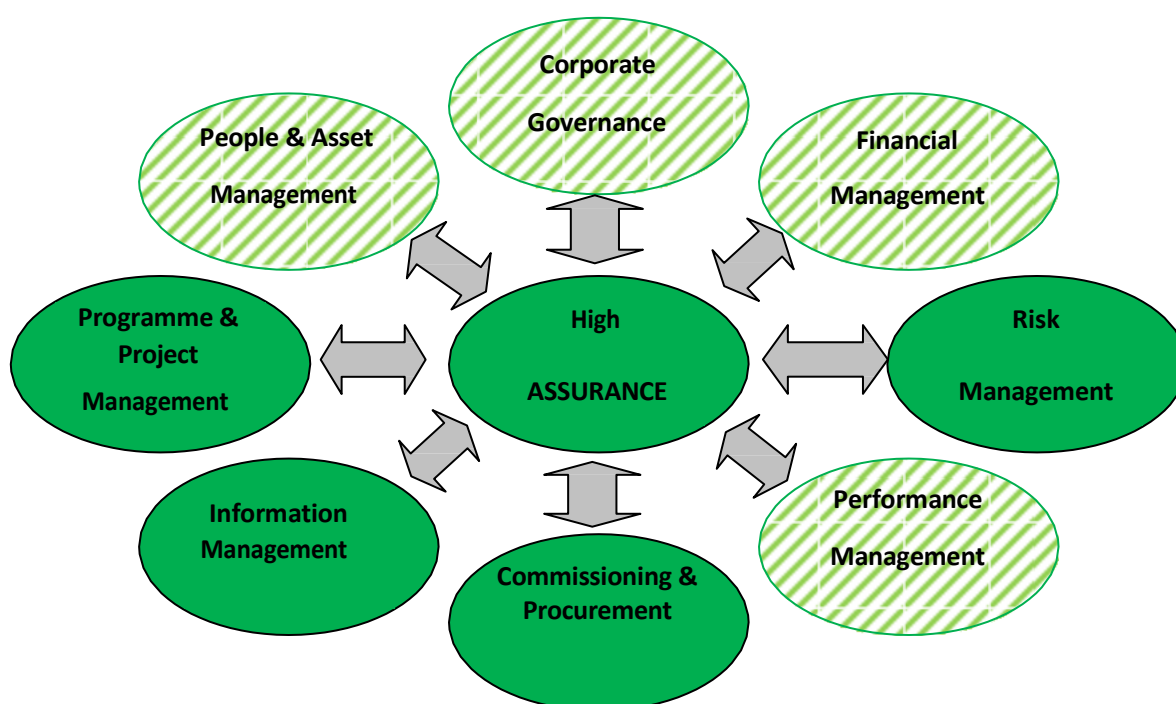 Corporate
Governance
People & Asset
Management
Financial
Management
Programme &
Project
Management
High
ASSURANCE
Risk
Management
Information
Management
Performance
Management
Commissioning &
Procurement